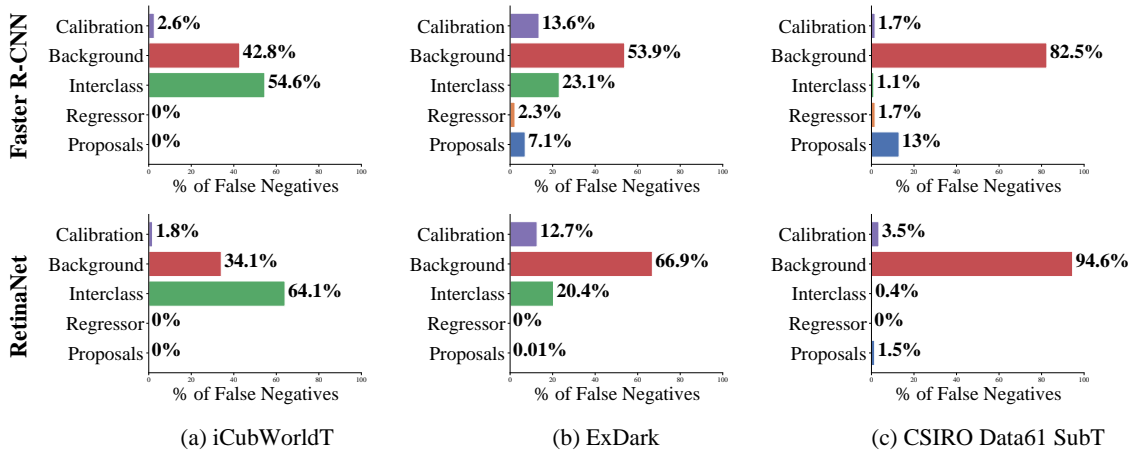 Faster R-CNN
Calibration 2.6%
Background 42.8%
Interclass 54.6%
Regressor 0%
Proposals 0%
0 20 40 60 80 100
% of False Negatives
Calibration 13.6%
Background 53.9%
Interclass 23.1%
Regressor 2.3%
Proposals 7.1%
0 20 40 60 80 100
% of False Negatives
Calibration 1.7%
Background 82.5%
Interclass 1.1%
Regressor 1.7%
Proposals 13%
0 20 40 60 80 100
% of False Negatives
RetinaNet
Calibration 1.8%
Background 34.1%
Interclass 64.1%
Regressor 0%
Proposals 0%
0 20 40 60 80 100
% of False Negatives
(a) iCubWorldT
Calibration 12.7%
Background 66.9%
Interclass 20.4%
Regressor 0%
Proposals 0.01%
0 20 40 60 80 100
% of False Negatives
(b) ExDark
Calibration 3.5%
Background 94.6%
Interclass 0.4%
Regressor 0%
Proposals 1.5%
0 20 40 60 80 100
% of False Negatives
(c) CSIRO Data61 SubT